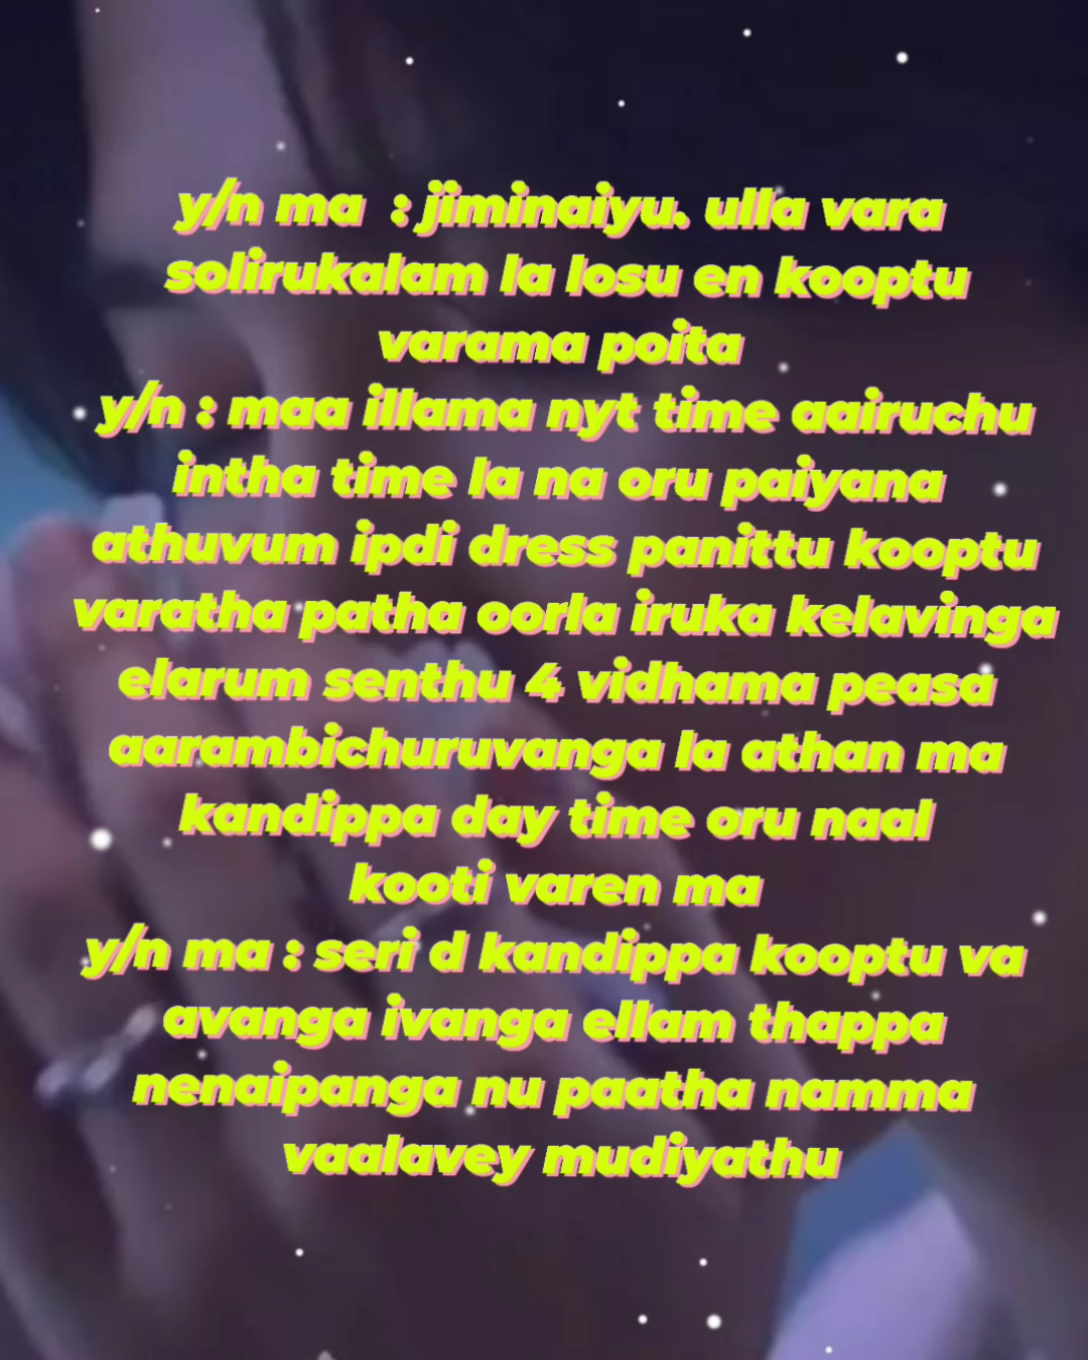 y/n ma : jiminaiyu. ulla vara
solirukalam la losu en kooptu
varama poita
y/n : maa illama nyt time aairuchu
intha time la na oru paiyana
athuvum ipdi dress panittu kooptu
varatha patha oorla iruka kelavinga
elarum senthu 4 vidhama peasa
aarambichuruvanga la athan ma
kandippa day time oru naal
kooti varen ma
y/n ma : seri d kandippa kooptu va
avanga ivanga ellam thappa
nenaipanga nu paatha namma
vaalavey mudiyathu